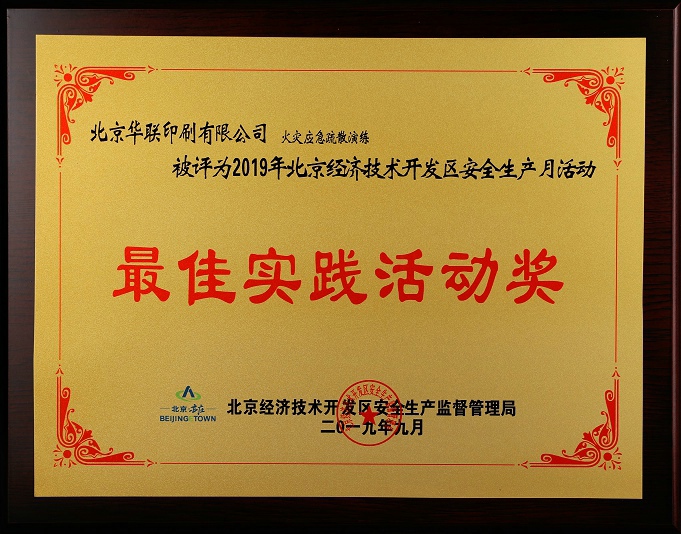 北京华联印刷有限公司 火灾应急疏散演练
被评为2019年北京经济技术开发区安全生产月活动
最佳实践活动奖
北京亦庄
BEIJING E TOWN
北京经济技术开发区安全生产监督管理局
二〇一九年九月